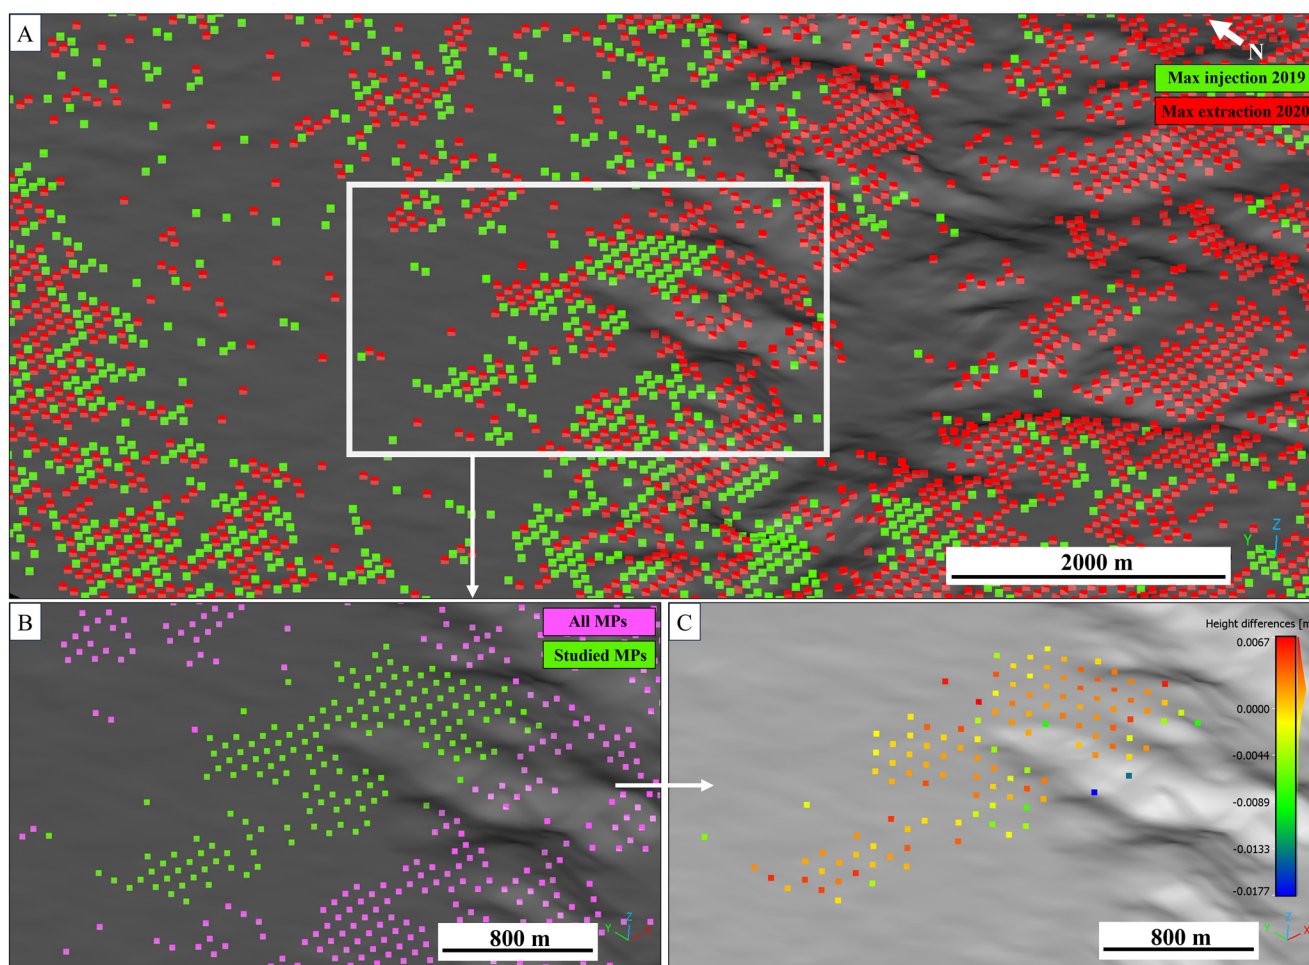 A
N
Max injection 2019
Max extraction 2020
Z
Y
2000 m
B
All MPs
Studied MPs
Z
Y
X
800 m
C
Height differences [m
0.0067
0.0000
-0.0044
-0.0089
-0.0133
-0.0177
Z
Y
X
800 m